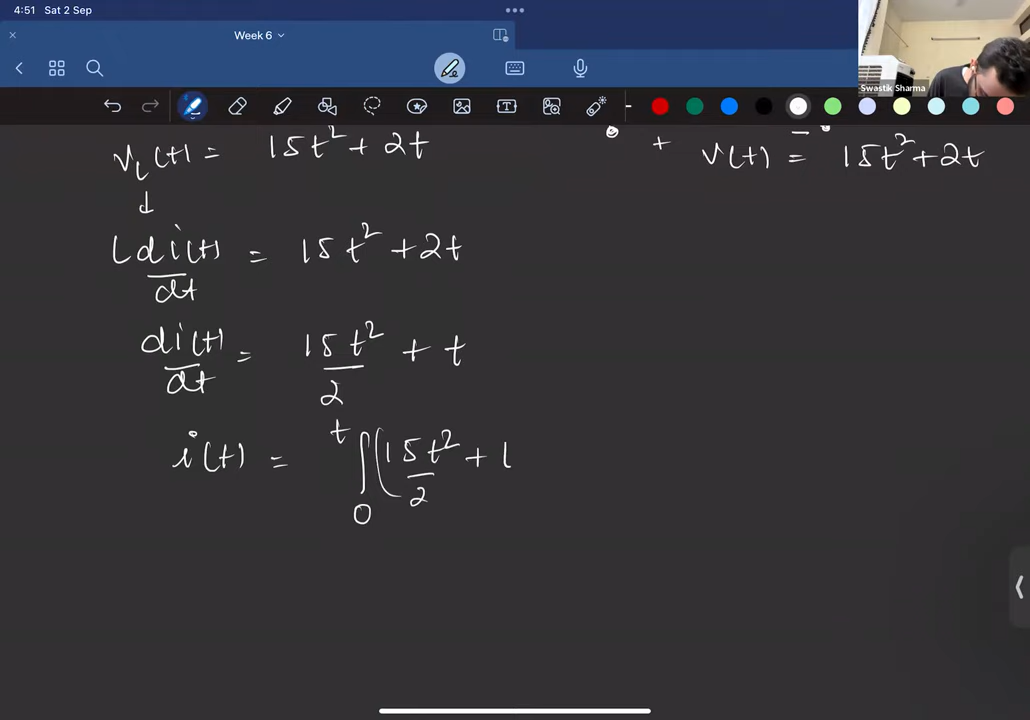 4:51 Sat 2 Sep
Week 6
Swastik Sharma
v_L(t) = 15t² + 2t
+ v(t) = 15t² + 2t
↓
L di(t)/dt = 15t² + 2t
di(t)/dt = 15t²/2 + t
i(t) = ∫₀ᵗ (15t²/2 + l